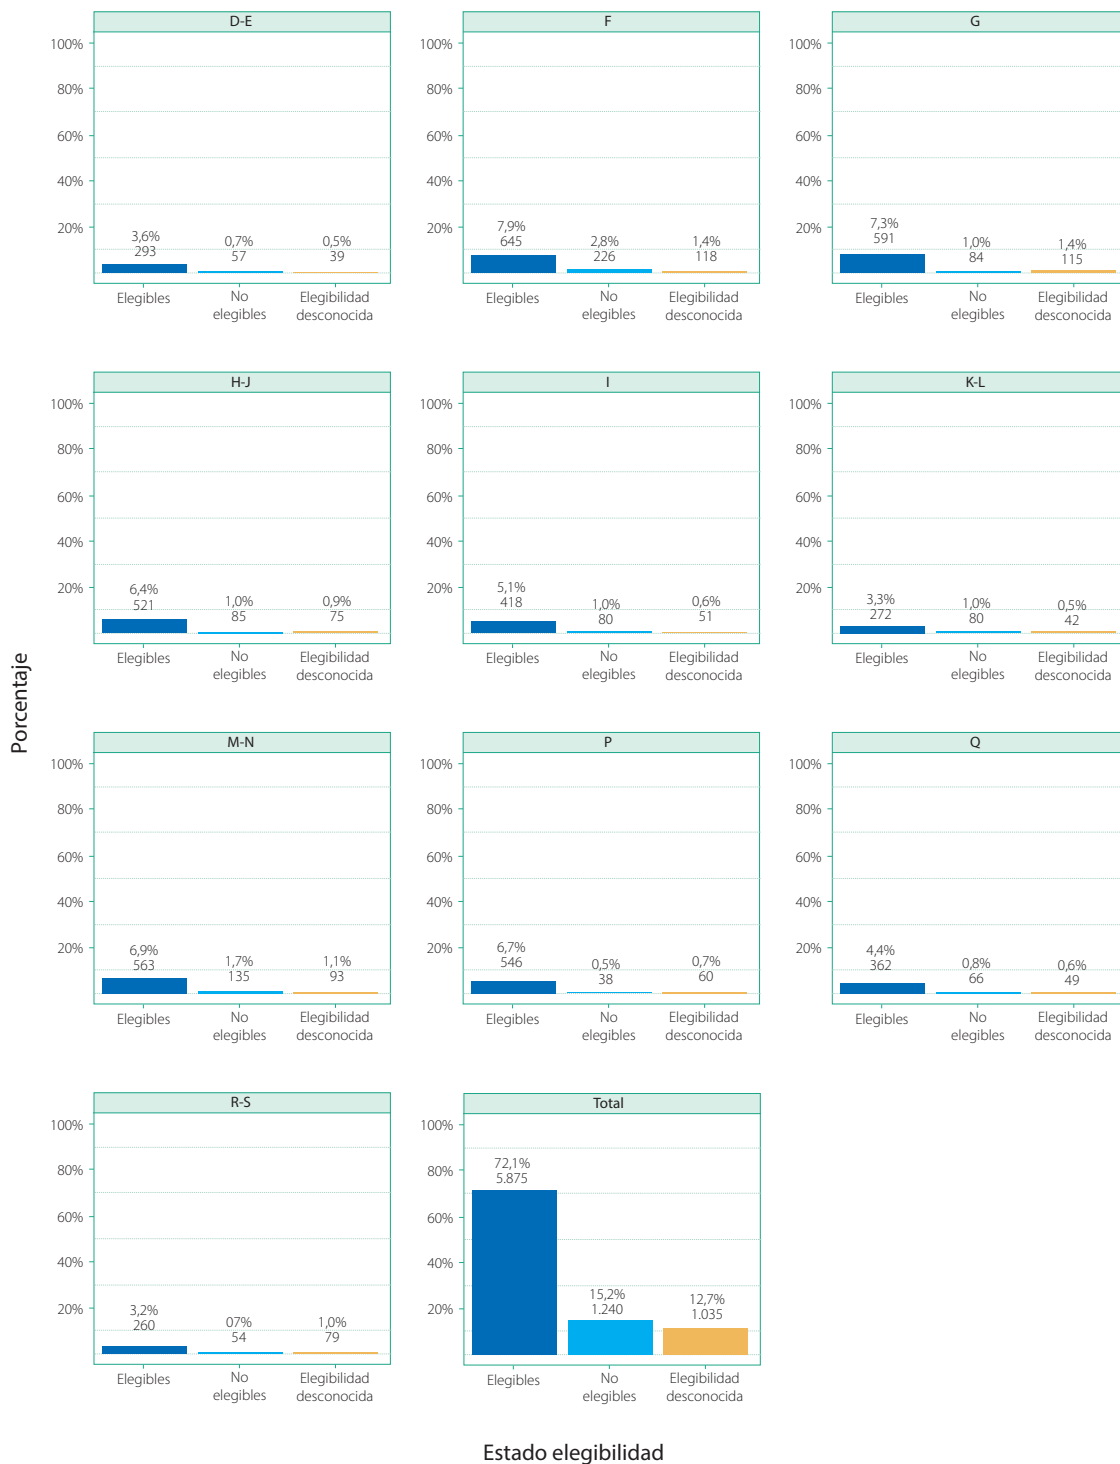 Porcentaje
D-E
100%
80%
60%
40%
20%
3,6%
293
0,7%
57
0,5%
39
Elegibles
No
elegibles
Elegibilidad
desconocida
F
100%
80%
60%
40%
20%
7,9%
645
2,8%
226
1,4%
118
Elegibles
No
elegibles
Elegibilidad
desconocida
G
100%
80%
60%
40%
20%
7,3%
591
1,0%
84
1,4%
115
Elegibles
No
elegibles
Elegibilidad
desconocida
H-J
100%
80%
60%
40%
20%
6,4%
521
1,0%
85
0,9%
75
Elegibles
No
elegibles
Elegibilidad
desconocida
I
100%
80%
60%
40%
20%
5,1%
418
1,0%
80
0,6%
51
Elegibles
No
elegibles
Elegibilidad
desconocida
K-L
100%
80%
60%
40%
20%
3,3%
272
1,0%
80
0,5%
42
Elegibles
No
elegibles
Elegibilidad
desconocida
M-N
100%
80%
60%
40%
20%
6,9%
563
1,7%
135
1,1%
93
Elegibles
No
elegibles
Elegibilidad
desconocida
P
100%
80%
60%
40%
20%
6,7%
546
0,5%
38
0,7%
60
Elegibles
No
elegibles
Elegibilidad
desconocida
Q
100%
80%
60%
40%
20%
4,4%
362
0,8%
66
0,6%
49
Elegibles
No
elegibles
Elegibilidad
desconocida
R-S
100%
80%
60%
40%
20%
3,2%
260
07%
54
1,0%
79
Elegibles
No
elegibles
Elegibilidad
desconocida
Total
100%
80%
60%
40%
20%
72,1%
5.875
15,2%
1.240
12,7%
1.035
Elegibles
No
elegibles
Elegibilidad
desconocida
Estado elegibilidad